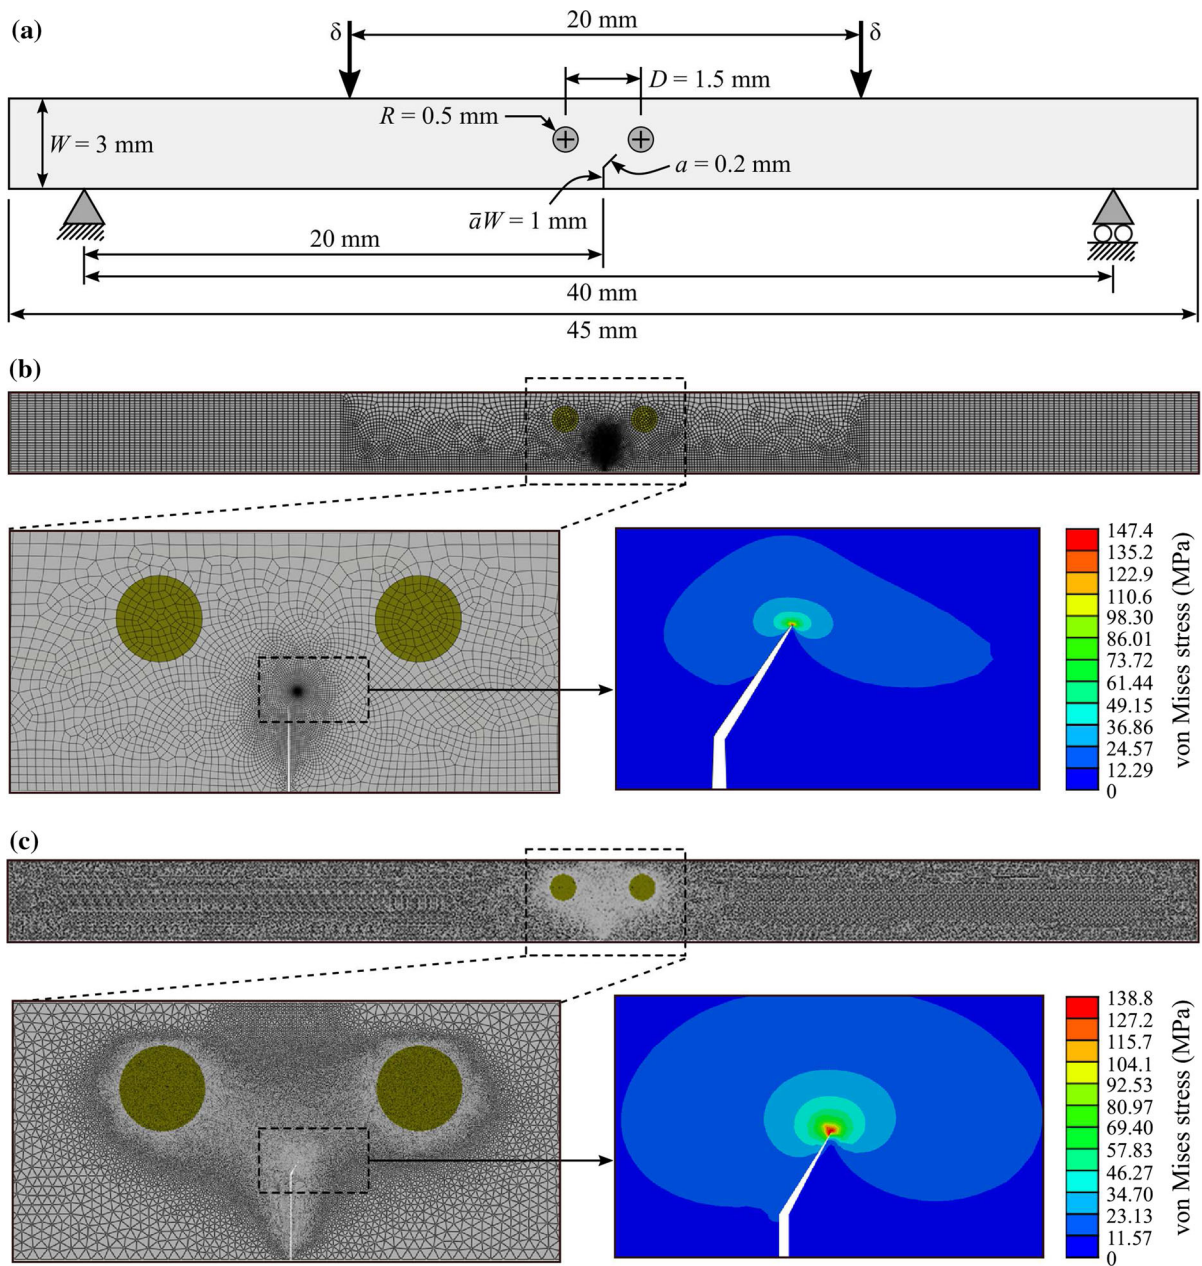 (a)
20 mm
δ
δ
D = 1.5 mm
R = 0.5 mm
W = 3 mm
a = 0.2 mm
āW = 1 mm
20 mm
40 mm
45 mm
(b)
147.4
135.2
122.9
110.6
98.30
86.01
73.72
61.44
49.15
36.86
24.57
12.29
0
von Mises stress (MPa)
(c)
138.8
127.2
115.7
104.1
92.53
80.97
69.40
57.83
46.27
34.70
23.13
11.57
0
von Mises stress (MPa)